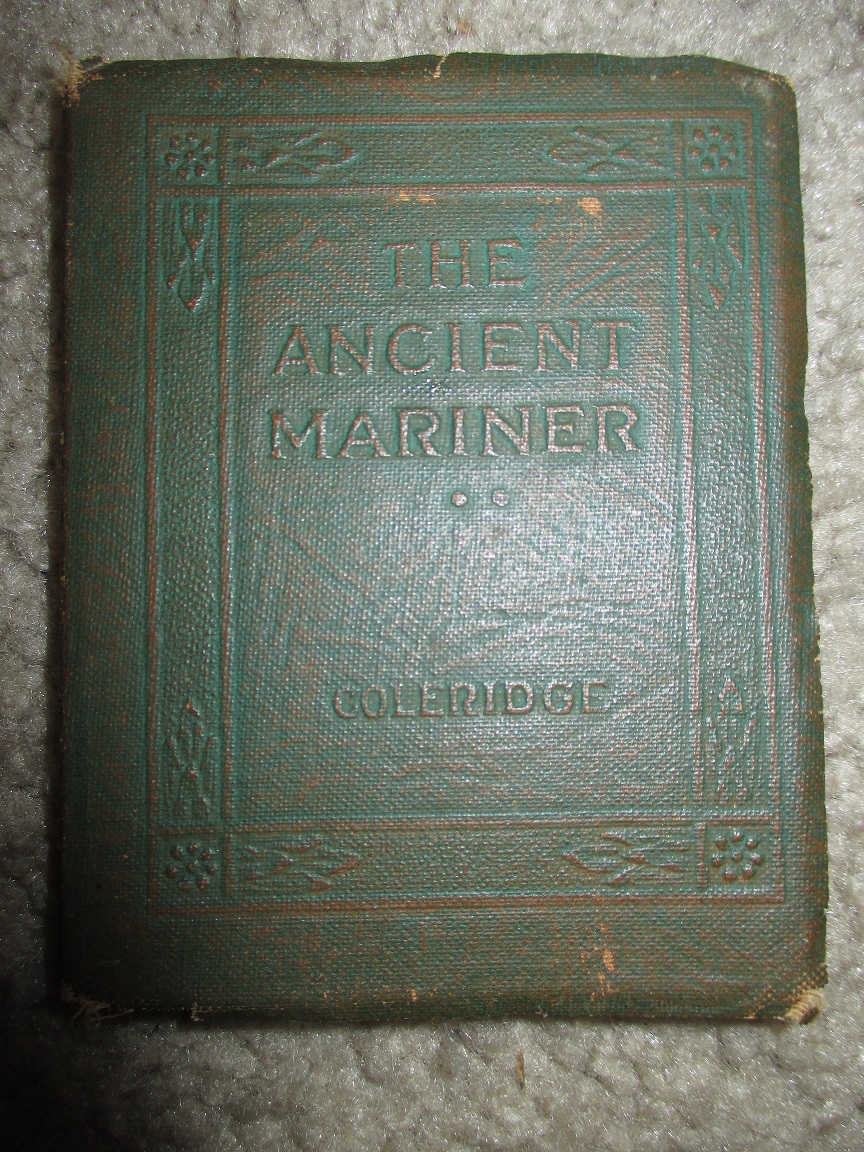 THE
ANCIENT
MARINER
COLERIDGE